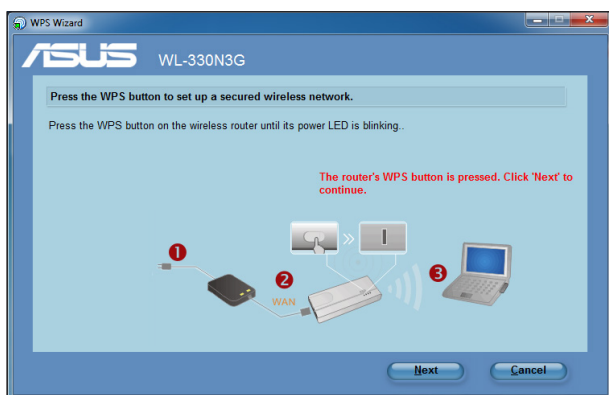 WPS Wizard
ASUS WL-330N3G
Press the WPS button to set up a secured wireless network.
Press the WPS button on the wireless router until its power LED is blinking..
The router's WPS button is pressed. Click 'Next' to
continue.
1
2
WAN
3
Next Cancel